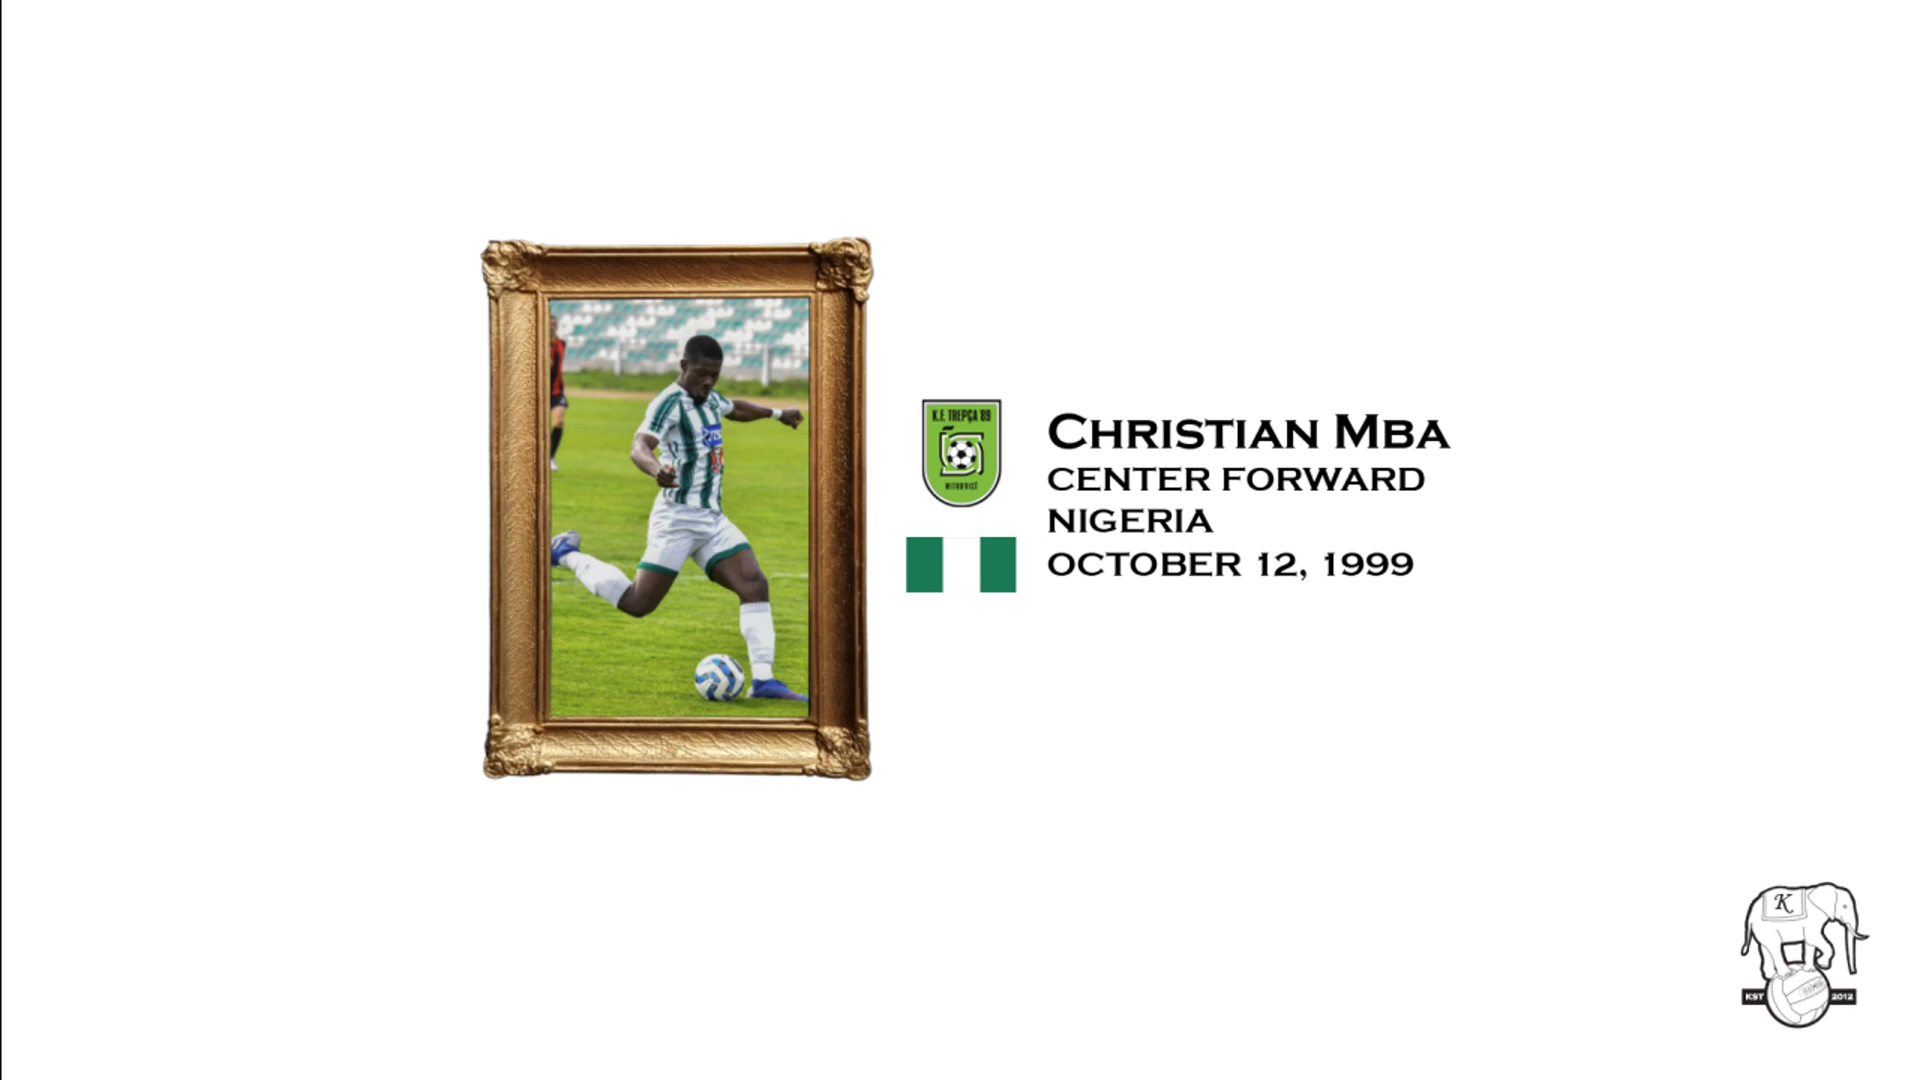 K.F. TREPÇA '89
MITROVICË
CHRISTIAN MBA
CENTER FORWARD
NIGERIA
OCTOBER 12, 1999
K
KST 2012